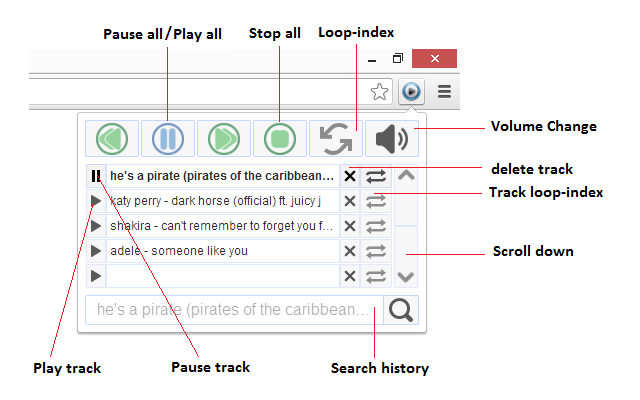 Pause all/Play all
Stop all
Loop-index
Volume Change
he's a pirate (pirates of the caribbean...
delete track
katy perry - dark horse (official) ft. juicy j
Track loop-index
shakira - can't remember to forget you f...
adele - someone like you
Scroll down
he's a pirate (pirates of the caribbean...
Play track
Pause track
Search history